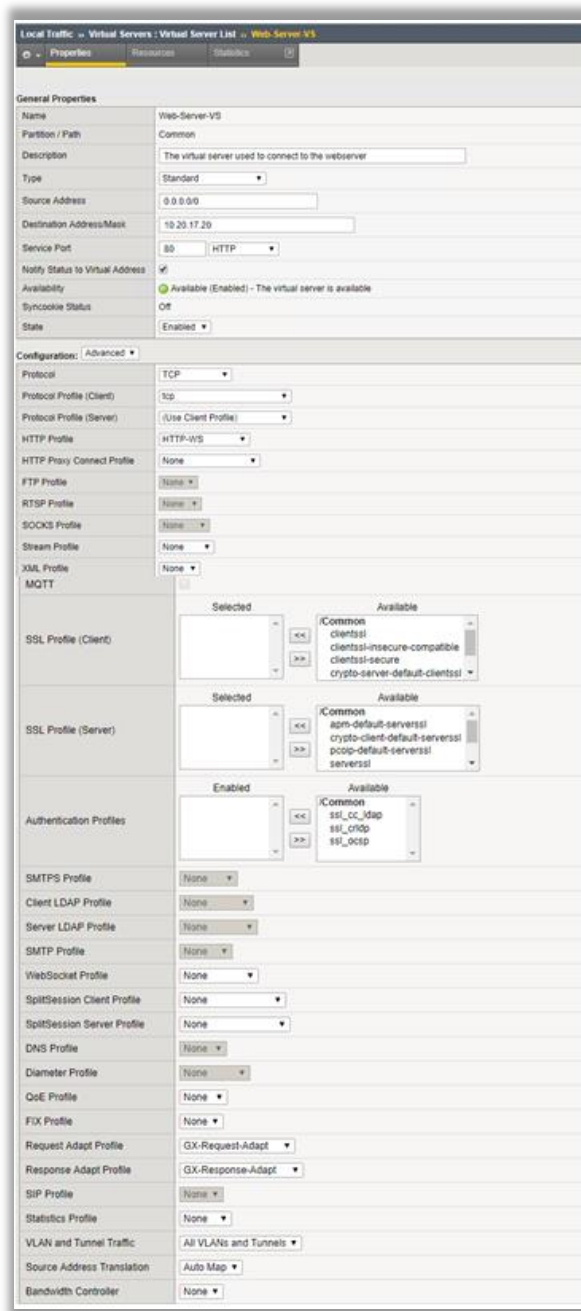 Local Traffic » Virtual Servers : Virtual Server List » Web-Server-VS
Properties Resources Statistics
General Properties
Name Web-Server-VS
Partition / Path Common
Description The virtual server used to connect to the webserver
Type Standard
Source Address 0.0.0.0/0
Destination Address/Mask 10.20.17.20
Service Port 80 HTTP
Notify Status to Virtual Address
Availability Available (Enabled) - The virtual server is available
Syncookie Status Off
State Enabled
Configuration: Advanced
Protocol TCP
Protocol Profile (Client) tcp
Protocol Profile (Server) (Use Client Profile)
HTTP Profile HTTP-WS
HTTP Proxy Connect Profile None
FTP Profile None
RTSP Profile None
SOCKS Profile None
Stream Profile None
XML Profile None
MQTT
Selected Available
SSL Profile (Client)
<< >>
/Common
clientssl
clientssl-insecure-compatible
clientssl-secure
crypto-server-default-clientssl
Selected Available
SSL Profile (Server)
<< >>
/Common
apm-default-serverssl
crypto-client-default-serverssl
pcoip-default-serverssl
serverssl
Enabled Available
Authentication Profiles
<< >>
/Common
ssl_cc_ldap
ssl_crldp
ssl_ocsp
SMTPS Profile None
Client LDAP Profile None
Server LDAP Profile None
SMTP Profile None
WebSocket Profile None
SplitSession Client Profile None
SplitSession Server Profile None
DNS Profile None
Diameter Profile None
QoE Profile None
FIX Profile None
Request Adapt Profile GX-Request-Adapt
Response Adapt Profile GX-Response-Adapt
SIP Profile None
Statistics Profile None
VLAN and Tunnel Traffic All VLANs and Tunnels
Source Address Translation Auto Map
Bandwidth Controller None